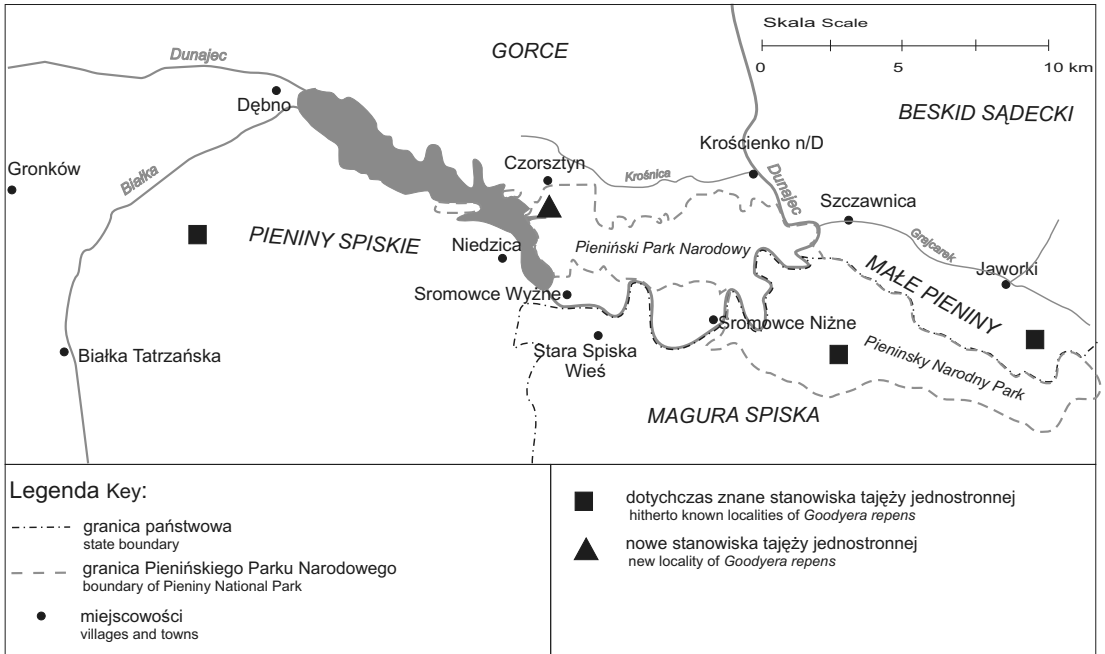 Skala Scale
0 5 10 km
GORCE
Dunajec
Dębno
BESKID SĄDECKI
Krościenko n/D
Gronków
Białka
Czorsztyn
Krośnica
Dunajec
Szczawnica
Grajcarek
PIENINY SPISKIE
Niedzica
Pieniński Park Narodowy
Jaworki
MAŁE PIENINY
Sromowce Wyżne
Sromowce Niżne
Białka Tatrzańska
Stara Spiska
Wieś
Pieninsky Narodny Park
MAGURA SPISKA
Legenda Key:
granica państwowa
state boundary
granica Pienińskiego Parku Narodowego
boundary of Pieniny National Park
miejscowości
villages and towns
dotychczas znane stanowiska tajęży jednostronnej
hitherto known localities of Goodyera repens
nowe stanowiska tajęży jednostronnej
new locality of Goodyera repens